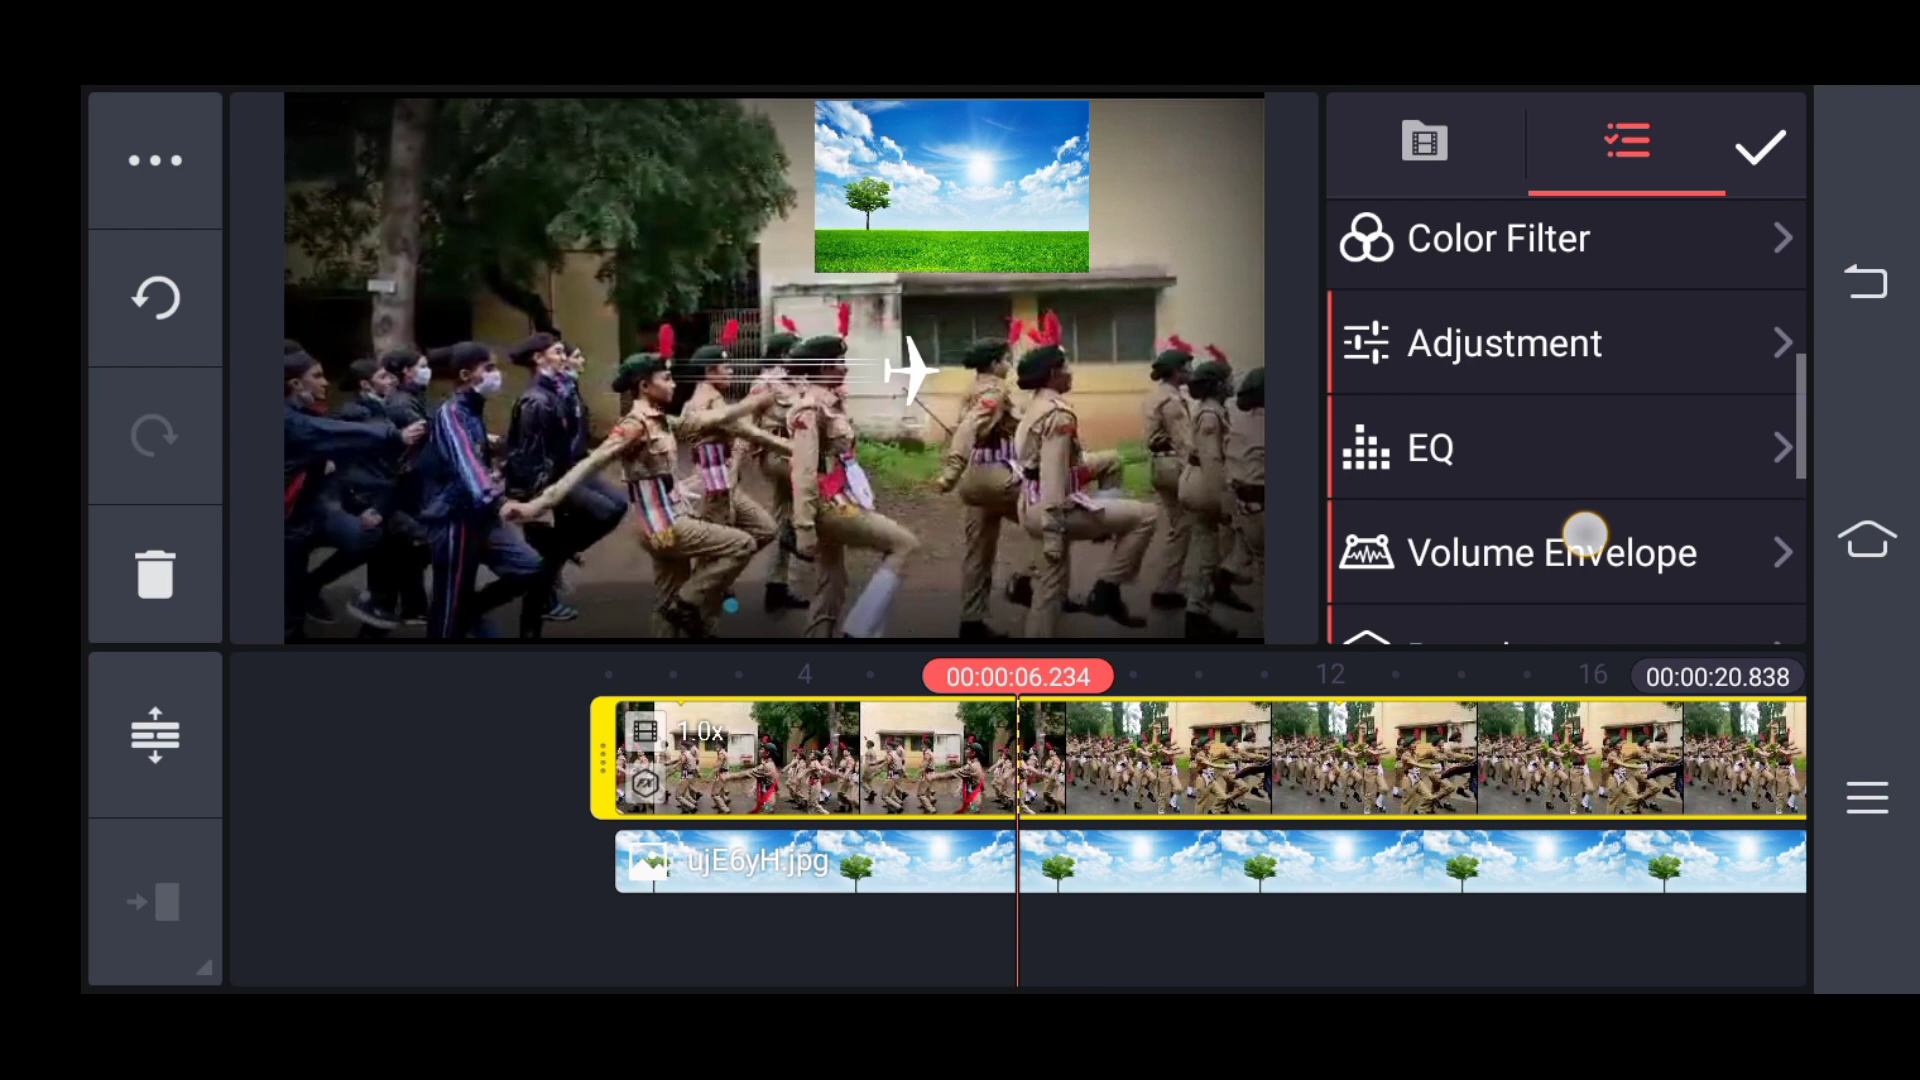 Color Filter
Adjustment
EQ
Volume Envelope
4
00:00:06.234
12
16
00:00:20.838
1.0x
ujE6yH.jpg